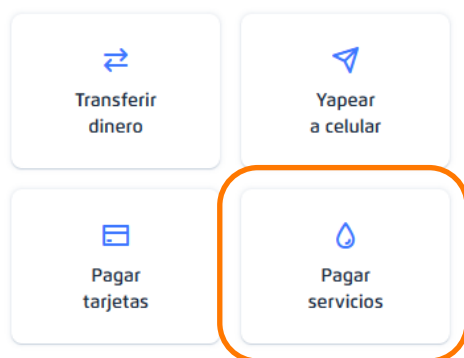 Transferir
dinero
Yapear
a celular
Pagar
tarjetas
Pagar
servicios